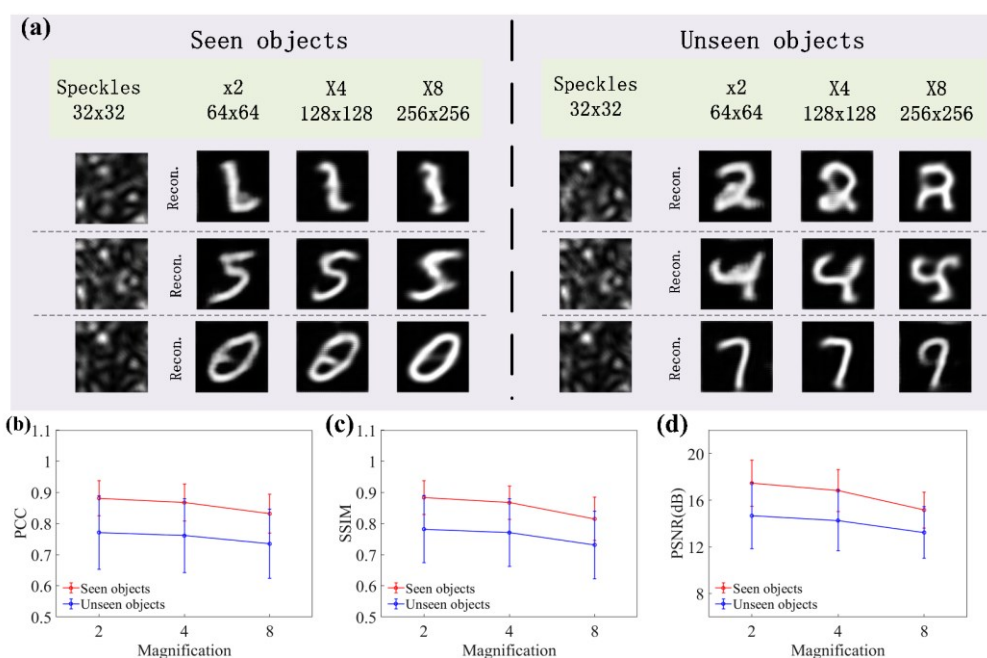 (a)
Seen objects
Unseen objects
Speckles x2 X4 X8
32x32 64x64 128x128 256x256
Speckles x2 X4 X8
32x32 64x64 128x128 256x256
Recon.
Recon.
Recon.
Recon.
Recon.
Recon.
(b)
1.1
1
0.9
0.8
0.7
0.6
0.5
PCC
Seen objects
Unseen objects
2 4 8
Magnification
(c)
1.1
1
0.9
0.8
0.7
0.6
0.5
SSIM
Seen objects
Unseen objects
2 4 8
Magnification
(d)
20
16
12
8
PSNR(dB)
Seen objects
Unseen objects
2 4 8
Magnification